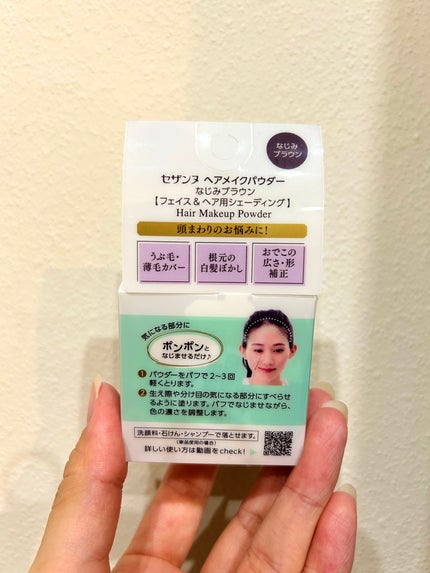 なじみ
ブラウン
セザンヌ ヘアメイクパウダー
なじみブラウン
【フェイス&ヘア用シェーディング】
Hair Makeup Powder
頭まわりのお悩みに!
うぶ毛・
薄毛カバー
根元の
白髪ぼかし
おでこの
広さ・形
補正
気になる部分に
ポンポンと
なじませるだけ♪
1 パウダーをパフで2~3回
軽くとります。
2 生え際や分け目の気になる部分にすべらせ
るように塗ります。パフでなじませながら、
色の濃さを調整します。
洗顔料・石けん・シャンプーで落とせます。
(単品使用の場合)
詳しい使い方は動画をcheck!